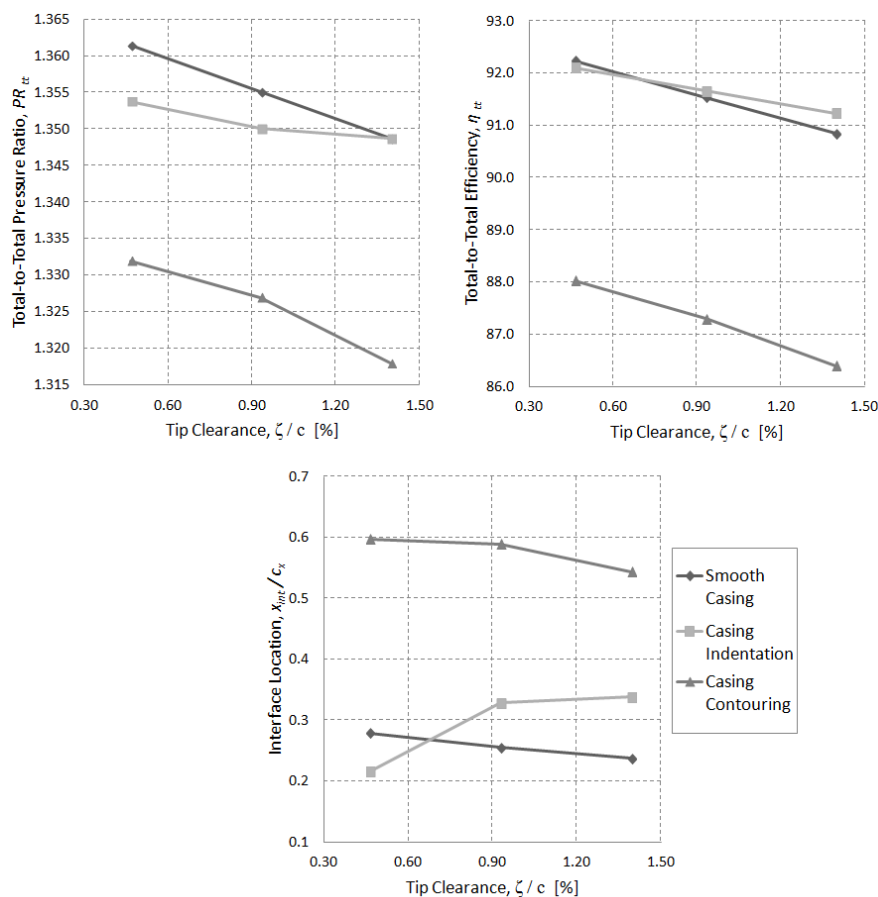 Total-to-Total Pressure Ratio, PR tt
1.365
1.360
1.355
1.350
1.345
1.340
1.335
1.330
1.325
1.320
1.315
0.30 0.60 0.90 1.20 1.50
Tip Clearance, ζ / c [%]
Total-to-Total Efficiency, η tt
93.0
92.0
91.0
90.0
89.0
88.0
87.0
86.0
0.30 0.60 0.90 1.20 1.50
Tip Clearance, ζ / c [%]
Interface Location, x int / c x
0.7
0.6
0.5
0.4
0.3
0.2
0.1
0.30 0.60 0.90 1.20 1.50
Tip Clearance, ζ / c [%]
Smooth
Casing
Casing
Indentation
Casing
Contouring